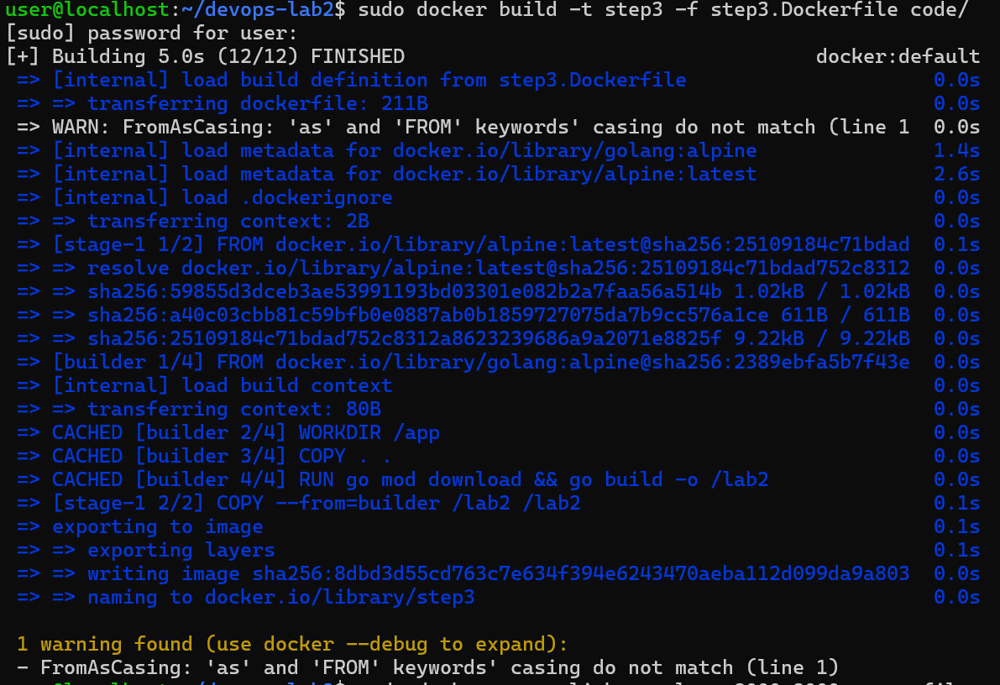 user@localhost:~/devops-lab2$ sudo docker build -t step3 -f step3.Dockerfile code/
[sudo] password for user:
[+] Building 5.0s (12/12) FINISHED docker:default
=> [internal] load build definition from step3.Dockerfile 0.0s
=> => transferring dockerfile: 211B 0.0s
=> WARN: FromAsCasing: 'as' and 'FROM' keywords' casing do not match (line 1 0.0s
=> [internal] load metadata for docker.io/library/golang:alpine 1.4s
=> [internal] load metadata for docker.io/library/alpine:latest 2.6s
=> [internal] load .dockerignore 0.0s
=> => transferring context: 2B 0.0s
=> [stage-1 1/2] FROM docker.io/library/alpine:latest@sha256:25109184c71bdad 0.1s
=> => resolve docker.io/library/alpine:latest@sha256:25109184c71bdad752c8312 0.0s
=> => sha256:59855d3dceb3ae53991193bd03301e082b2a7faa56a514b 1.02kB / 1.02kB 0.0s
=> => sha256:a40c03cbb81c59bfb0e0887ab0b1859727075da7b9cc576a1ce 611B / 611B 0.0s
=> => sha256:25109184c71bdad752c8312a8623239686a9a2071e8825f 9.22kB / 9.22kB 0.0s
=> [builder 1/4] FROM docker.io/library/golang:alpine@sha256:2389ebfa5b7f43e 0.0s
=> [internal] load build context 0.0s
=> => transferring context: 80B 0.0s
=> CACHED [builder 2/4] WORKDIR /app 0.0s
=> CACHED [builder 3/4] COPY . . 0.0s
=> CACHED [builder 4/4] RUN go mod download && go build -o /lab2 0.0s
=> [stage-1 2/2] COPY --from=builder /lab2 /lab2 0.1s
=> exporting to image 0.1s
=> => exporting layers 0.1s
=> => writing image sha256:8dbd3d55cd763c7e634f394e6243470aeba112d099da9a803 0.0s
=> => naming to docker.io/library/step3 0.0s
1 warning found (use docker --debug to expand):
- FromAsCasing: 'as' and 'FROM' keywords' casing do not match (line 1)